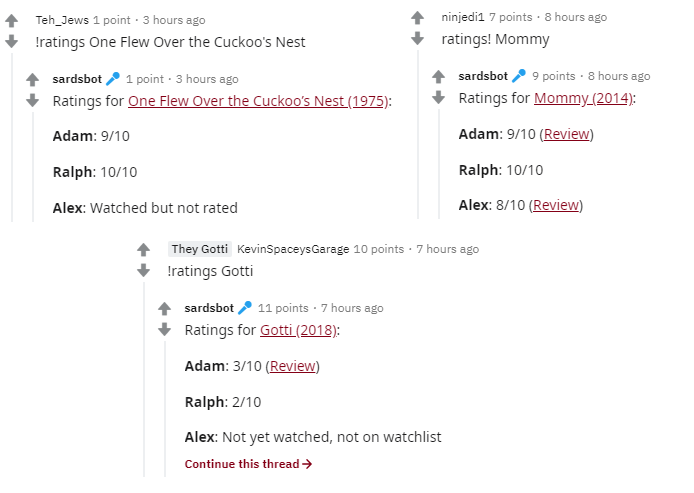 Teh_Jews 1 point · 3 hours ago
!ratings One Flew Over the Cuckoo's Nest
sardsbot 1 point · 3 hours ago
Ratings for One Flew Over the Cuckoo’s Nest (1975):
Adam: 9/10
Ralph: 10/10
Alex: Watched but not rated
ninjedi1 7 points · 8 hours ago
ratings! Mommy
sardsbot 9 points · 8 hours ago
Ratings for Mommy (2014):
Adam: 9/10 (Review)
Ralph: 10/10
Alex: 8/10 (Review)
They Gotti KevinSpaceysGarage 10 points · 7 hours ago
!ratings Gotti
sardsbot 11 points · 7 hours ago
Ratings for Gotti (2018):
Adam: 3/10 (Review)
Ralph: 2/10
Alex: Not yet watched, not on watchlist
Continue this thread→